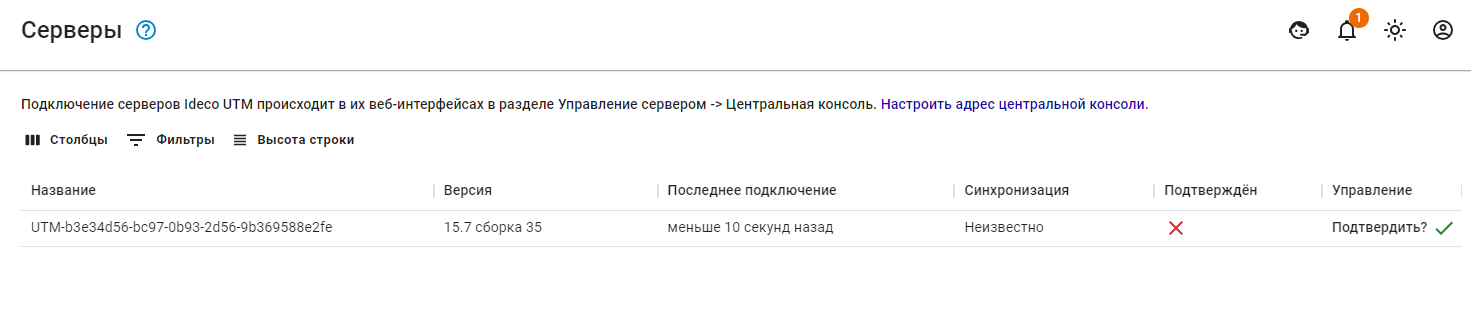 Серверы
1
Подключение серверов Ideco UTM происходит в их веб-интерфейсах в разделе Управление сервером -> Центральная консоль. Настроить адрес центральной консоли.
Столбцы Фильтры Высота строки
Название Версия Последнее подключение Синхронизация Подтверждён Управление
UTM-b3e34d56-bc97-0b93-2d56-9b369588e2fe 15.7 сборка 35 меньше 10 секунд назад Неизвестно Подтвердить?